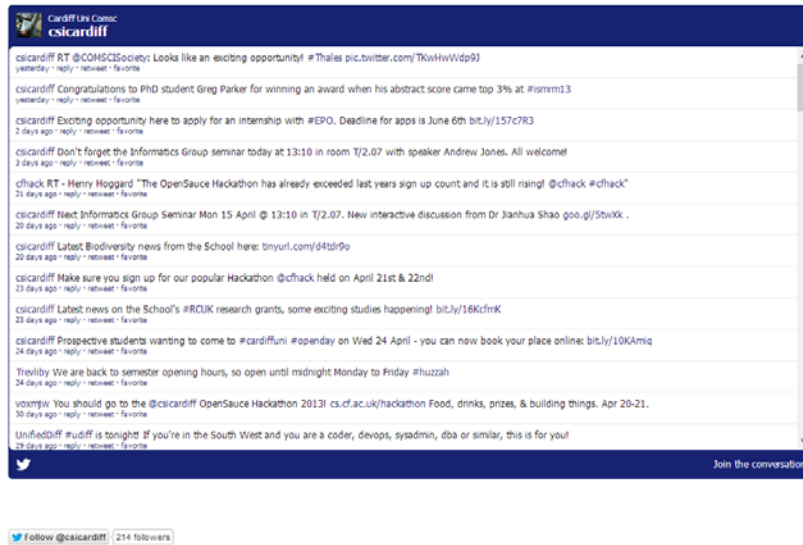 Cardiff Uni Comsc
csicardiff
csicardiff RT @COMSCISociety: Looks like an exciting opportunity! #Thales pic.twitter.com/TKwHwWdp9J
yesterday · reply · retweet · favorite
csicardiff Congratulations to PhD student Greg Parker for winning an award when his abstract score came top 3% at #ismrm13
yesterday · reply · retweet · favorite
csicardiff Exciting opportunity here to apply for an internship with #EPO. Deadline for apps is June 6th bit.ly/157c7R3
2 days ago · reply · retweet · favorite
csicardiff Don't forget the Informatics Group seminar today at 13:10 in room T/2.07 with speaker Andrew Jones. All welcome!
3 days ago · reply · retweet · favorite
cfhack RT - Henry Hoggard "The OpenSauce Hackathon has already exceeded last years sign up count and it is still rising! @cfhack #cfhack"
21 days ago · reply · retweet · favorite
csicardiff Next Informatics Group Seminar Mon 15 April @ 13:10 in T/2.07. New interactive discussion from Dr Jianhua Shao goo.gl/5twXk .
20 days ago · reply · retweet · favorite
csicardiff Latest Biodiversity news from the School here: tinyurl.com/d4tdr9o
20 days ago · reply · retweet · favorite
csicardiff Make sure you sign up for our popular Hackathon @cfhack held on April 21st & 22nd!
23 days ago · reply · retweet · favorite
csicardiff Latest news on the School's #RCUK research grants, some exciting studies happening! bit.ly/16KcfmK
23 days ago · reply · retweet · favorite
csicardiff Prospective students wanting to come to #cardiffuni #openday on Wed 24 April - you can now book your place online: bit.ly/10KAmiq
24 days ago · reply · retweet · favorite
Trevliby We are back to semester opening hours, so open until midnight Monday to Friday #huzzah
24 days ago · reply · retweet · favorite
voxmjw You should go to the @csicardiff OpenSauce Hackathon 2013! cs.cf.ac.uk/hackathon Food, drinks, prizes, & building things. Apr 20-21.
30 days ago · reply · retweet · favorite
UnifiedDiff #udiff is tonight! If you're in the South West and you are a coder, devops, sysadmin, dba or similar, this is for you!
29 days ago · reply · retweet · favorite
Join the conversation
Follow @csicardiff 214 followers